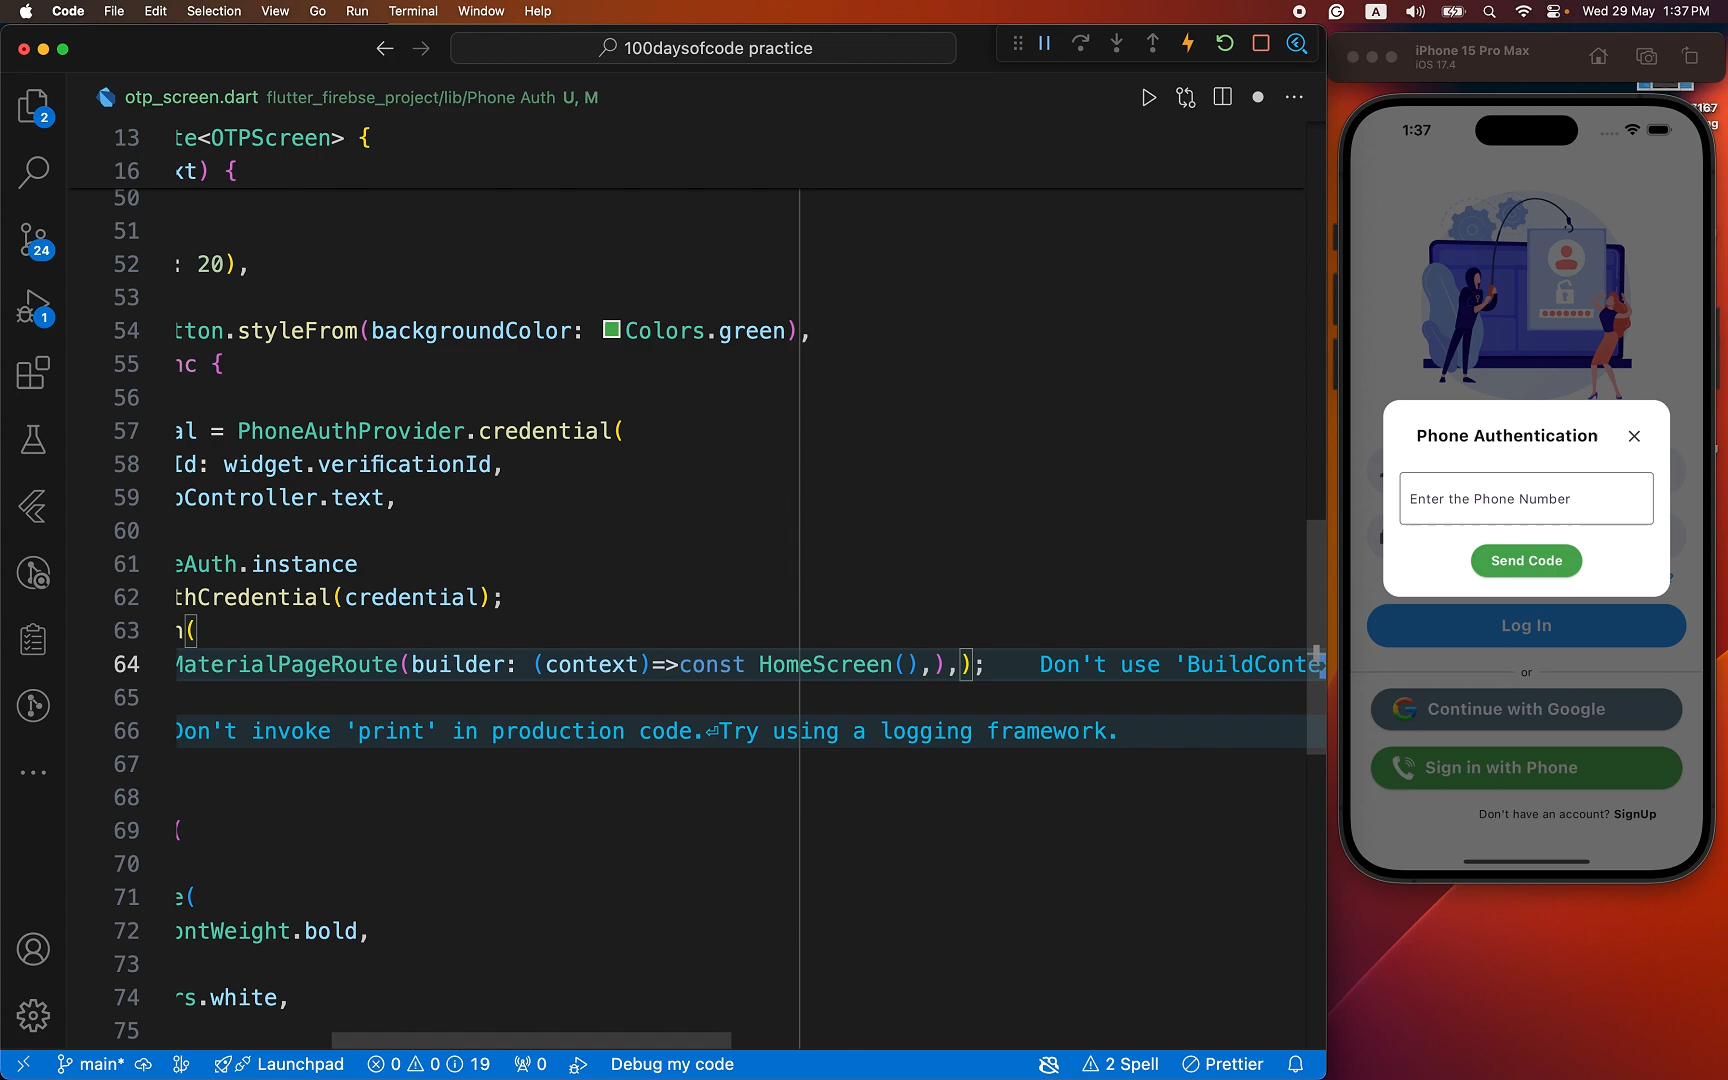 Code File Edit Selection View Go Run Terminal Window Help
A
Wed 29 May 1:37 PM
100daysofcode practice
iPhone 15 Pro Max
iOS 17.4
otp_screen.dart flutter_firebse_project/lib/Phone Auth U, M
13 te<OTPScreen> {
16 xt) {
50
51
52 : 20),
53
54 tton.styleFrom(backgroundColor: Colors.green),
55 nc {
56
57 al = PhoneAuthProvider.credential(
58 Id: widget.verificationId,
59 oController.text,
60
61 eAuth.instance
62 thCredential(credential);
63 n(
64 MaterialPageRoute(builder: (context)=>const HomeScreen(),),); Don't use 'BuildConte
65
66 Don't invoke 'print' in production code.⏎Try using a logging framework.
67
68
69 (
70
71 e(
72 ontWeight.bold,
73
74 rs.white,
75
2
24
1
main* Launchpad 0 0 19 0 Debug my code 2 Spell Prettier
1:37
Phone Authentication
Enter the Phone Number
Send Code
Log In
or
Continue with Google
Sign in with Phone
Don't have an account? SignUp